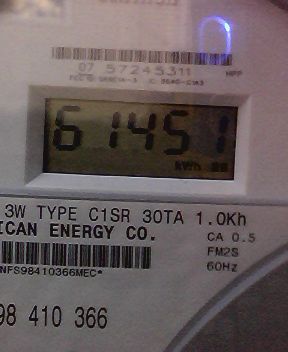 07 57245311 HPP
61451
kWh
3W TYPE C1SR 30TA 1.0Kh
ICAN ENERGY CO.
CA 0.5
FM2S
60Hz
NFS98410366MEC*
98 410 366